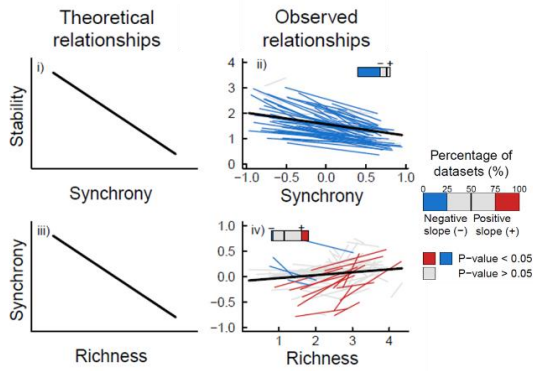 Theoretical
relationships
Observed
relationships
i)
Stability
Synchrony
ii)
− +
4
3
2
1
0
−1.0 −0.5 0.0 0.5 1.0
Synchrony
iii)
Synchrony
Richness
iv)
− +
1.0
0.5
0.0
−0.5
−1.0
1 2 3 4
Richness
Percentage of
datasets (%)
0 25 50 75 100
Negative Positive
slope (−) slope (+)
P−value < 0.05
P−value > 0.05